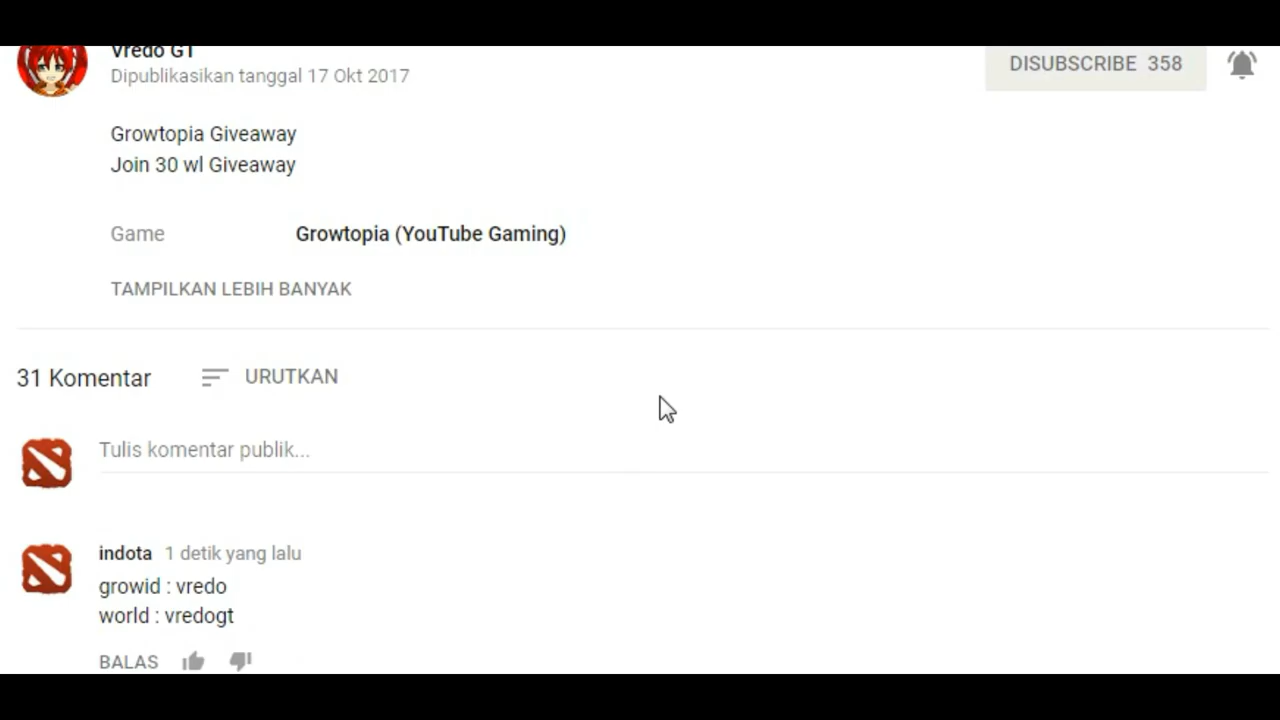 Vredo GT
Dipublikasikan tanggal 17 Okt 2017
DISUBSCRIBE 358
Growtopia Giveaway
Join 30 wl Giveaway
Game Growtopia (YouTube Gaming)
TAMPILKAN LEBIH BANYAK
31 Komentar URUTKAN
Tulis komentar publik...
indota 1 detik yang lalu
growid : vredo
world : vredogt
BALAS